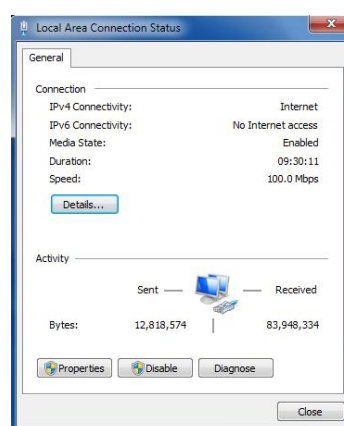 Local Area Connection Status
General
Connection
IPv4 Connectivity: Internet
IPv6 Connectivity: No Internet access
Media State: Enabled
Duration: 09:30:11
Speed: 100.0 Mbps
Details...
Activity
Sent — — Received
Bytes: 12,818,574 | 83,948,334
Properties Disable Diagnose
Close